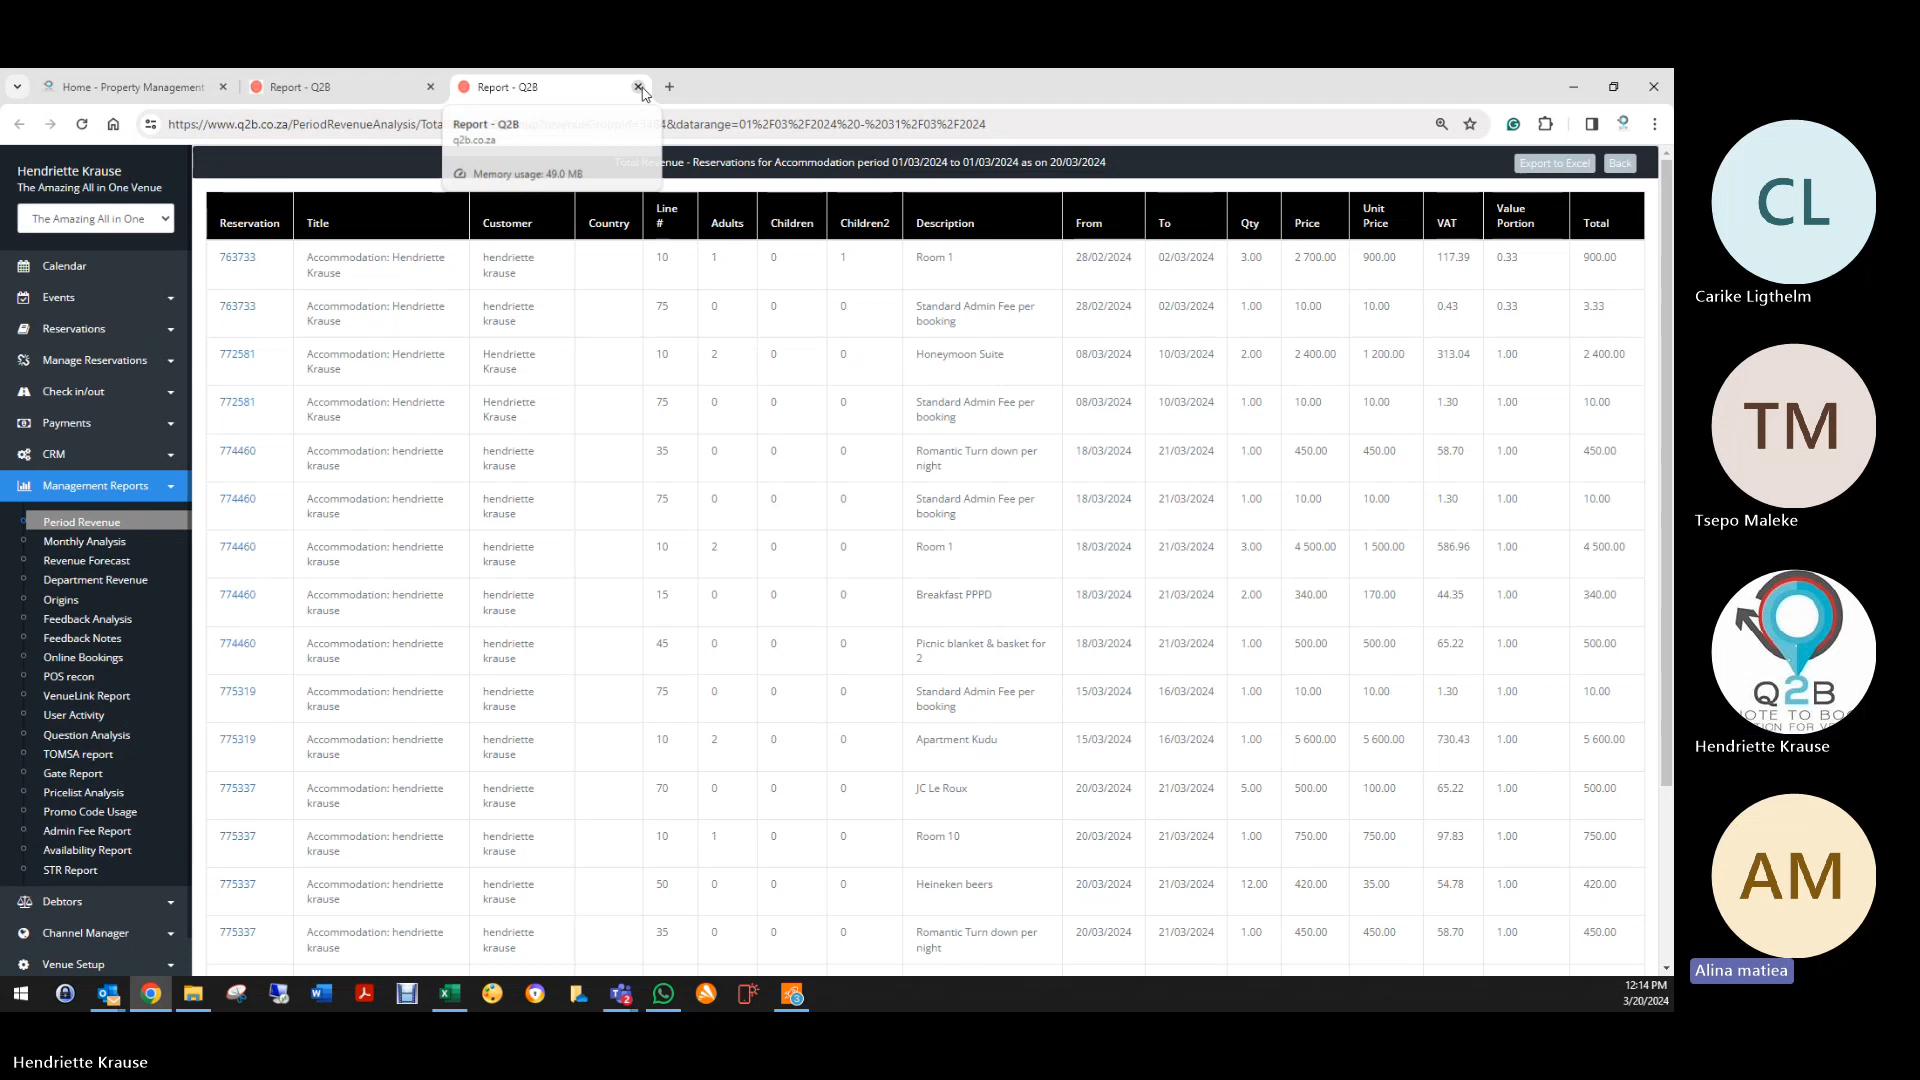 Home - Property Management
Report - Q2B
Report - Q2B
https://www.q2b.co.za/PeriodRevenueAnalysis/Tota
&datarange=01%2F03%2F2024%20-%2031%2F03%2F2024
Report - Q2B
q2b.co.za
Memory usage: 49.0 MB
Hendriette Krause
The Amazing All in One Venue
The Amazing All in One
Total Revenue - Reservations for Accommodation period 01/03/2024 to 01/03/2024 as on 20/03/2024
Export to Excel
Back
Calendar
Events
Reservations
Manage Reservations
Check in/out
Payments
CRM
Management Reports
Period Revenue
Monthly Analysis
Revenue Forecast
Department Revenue
Origins
Feedback Analysis
Feedback Notes
Online Bookings
POS recon
VenueLink Report
User Activity
Question Analysis
TOMSA report
Gate Report
Pricelist Analysis
Promo Code Usage
Admin Fee Report
Availability Report
STR Report
Debtors
Channel Manager
Venue Setup
Reservation Title Customer Country Line # Adults Children Children2 Description From To Qty Price Unit Price VAT Value Portion Total
763733 Accommodation: Hendriette Krause hendriette krause 10 1 0 1 Room 1 28/02/2024 02/03/2024 3.00 2 700.00 900.00 117.39 0.33 900.00
763733 Accommodation: Hendriette Krause hendriette krause 75 0 0 0 Standard Admin Fee per booking 28/02/2024 02/03/2024 1.00 10.00 10.00 0.43 0.33 3.33
772581 Accommodation: Hendriette Krause Hendriette Krause 10 2 0 0 Honeymoon Suite 08/03/2024 10/03/2024 2.00 2 400.00 1 200.00 313.04 1.00 2 400.00
772581 Accommodation: Hendriette Krause Hendriette Krause 75 0 0 0 Standard Admin Fee per booking 08/03/2024 10/03/2024 1.00 10.00 10.00 1.30 1.00 10.00
774460 Accommodation: hendriette krause hendriette krause 35 0 0 0 Romantic Turn down per night 18/03/2024 21/03/2024 1.00 450.00 450.00 58.70 1.00 450.00
774460 Accommodation: hendriette krause hendriette krause 75 0 0 0 Standard Admin Fee per booking 18/03/2024 21/03/2024 1.00 10.00 10.00 1.30 1.00 10.00
774460 Accommodation: hendriette krause hendriette krause 10 2 0 0 Room 1 18/03/2024 21/03/2024 3.00 4 500.00 1 500.00 586.96 1.00 4 500.00
774460 Accommodation: hendriette krause hendriette krause 15 0 0 0 Breakfast PPPD 18/03/2024 21/03/2024 2.00 340.00 170.00 44.35 1.00 340.00
774460 Accommodation: hendriette krause hendriette krause 45 0 0 0 Picnic blanket & basket for 2 18/03/2024 21/03/2024 1.00 500.00 500.00 65.22 1.00 500.00
775319 Accommodation: hendriette krause hendriette krause 75 0 0 0 Standard Admin Fee per booking 15/03/2024 16/03/2024 1.00 10.00 10.00 1.30 1.00 10.00
775319 Accommodation: hendriette krause hendriette krause 10 2 0 0 Apartment Kudu 15/03/2024 16/03/2024 1.00 5 600.00 5 600.00 730.43 1.00 5 600.00
775337 Accommodation: hendriette krause hendriette krause 70 0 0 0 JC Le Roux 20/03/2024 21/03/2024 5.00 500.00 100.00 65.22 1.00 500.00
775337 Accommodation: hendriette krause hendriette krause 10 1 0 0 Room 10 20/03/2024 21/03/2024 1.00 750.00 750.00 97.83 1.00 750.00
775337 Accommodation: hendriette krause hendriette krause 50 0 0 0 Heineken beers 20/03/2024 21/03/2024 12.00 420.00 35.00 54.78 1.00 420.00
775337 Accommodation: hendriette krause hendriette krause 35 0 0 0 Romantic Turn down per night 20/03/2024 21/03/2024 1.00 450.00 450.00 58.70 1.00 450.00
12:14 PM
3/20/2024
CL
Carike Ligthelm
TM
Tsepo Maleke
Q2B
Hendriette Krause
AM
Alina matiea
Hendriette Krause